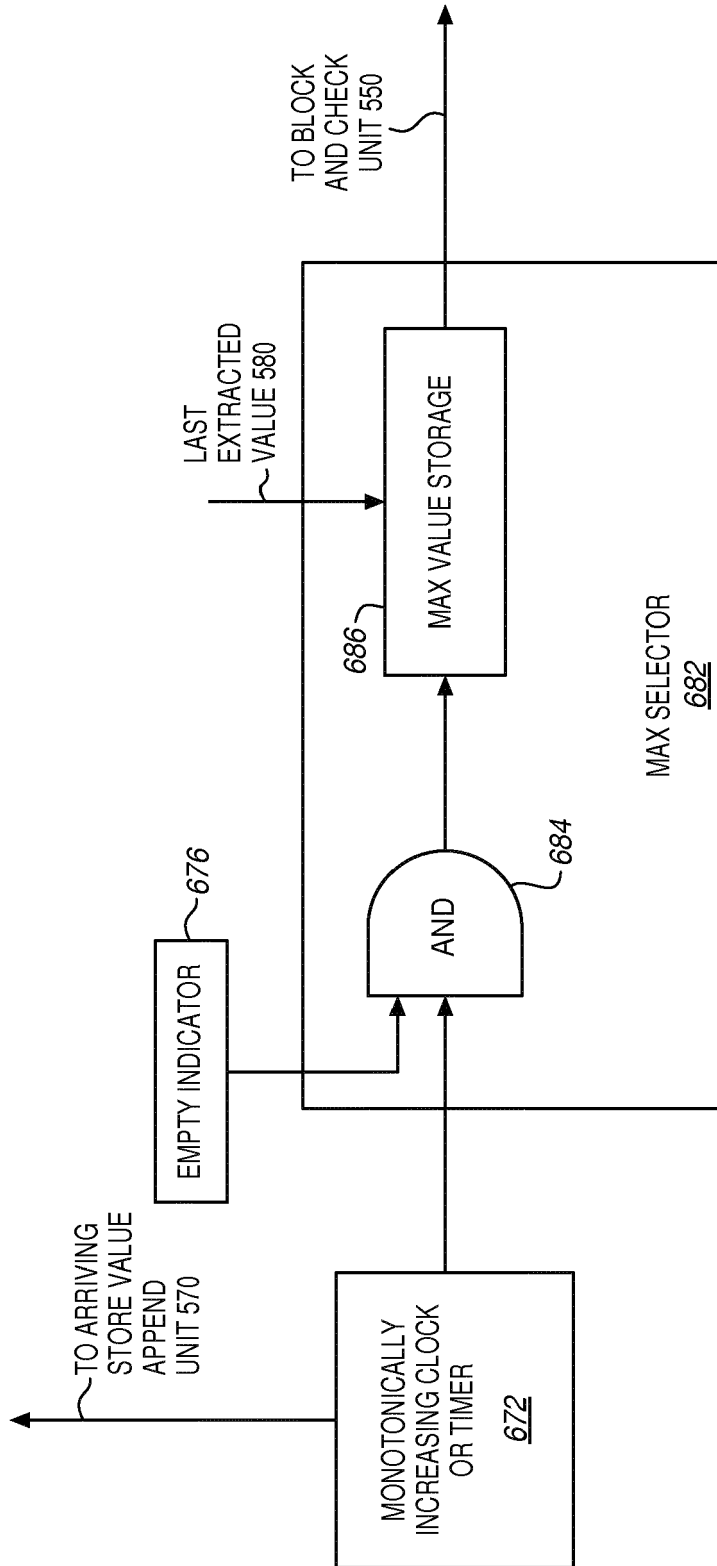 TO ARRIVING
STORE VALUE
APPEND
UNIT 570
MONOTONICALLY
INCREASING CLOCK
OR TIMER
672
EMPTY INDICATOR
676
AND
684
LAST
EXTRACTED
VALUE 580
686
MAX VALUE STORAGE
MAX SELECTOR
682
TO BLOCK
AND CHECK
UNIT 550